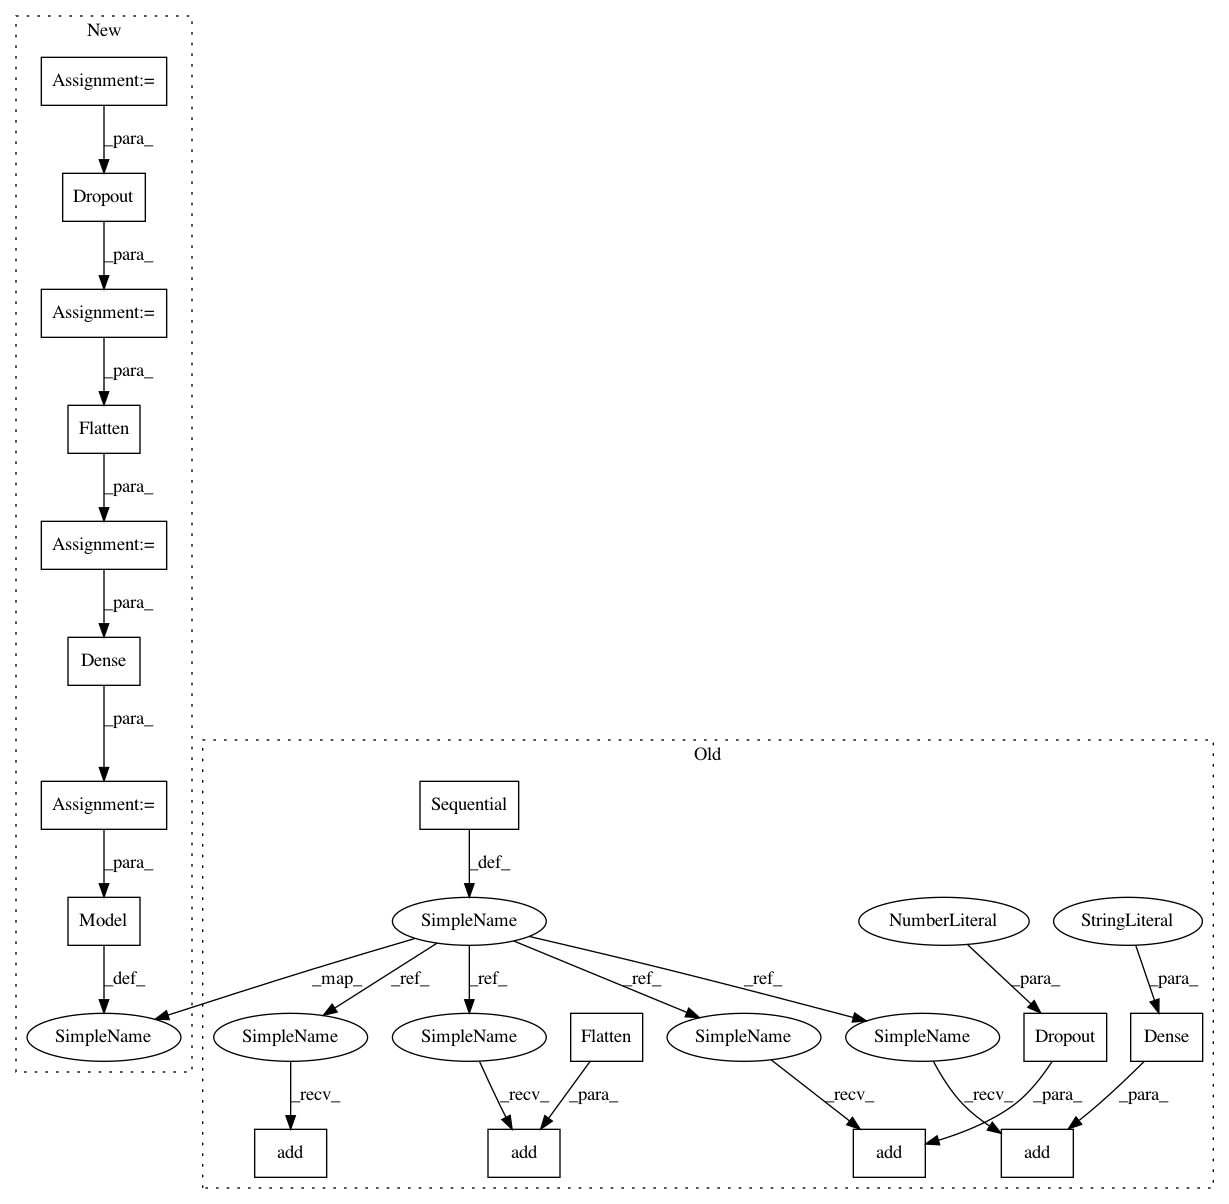 New
Assignment:=
_para_
Dropout
_para_
Assignment:=
_para_
Flatten
_para_
Assignment:=
_para_
Dense
_para_
Old
Assignment:=
Sequential
_para_
_def_
Model
SimpleName
NumberLiteral
StringLiteral
_def_
_map_
_ref_
_ref_
_ref_
_ref_
_para_
_para_
SimpleName
SimpleName
SimpleName
Flatten
SimpleName
SimpleName
Dropout
Dense
_recv_
_recv_
_para_
_recv_
_recv_
_para_
_para_
add
add
add
add